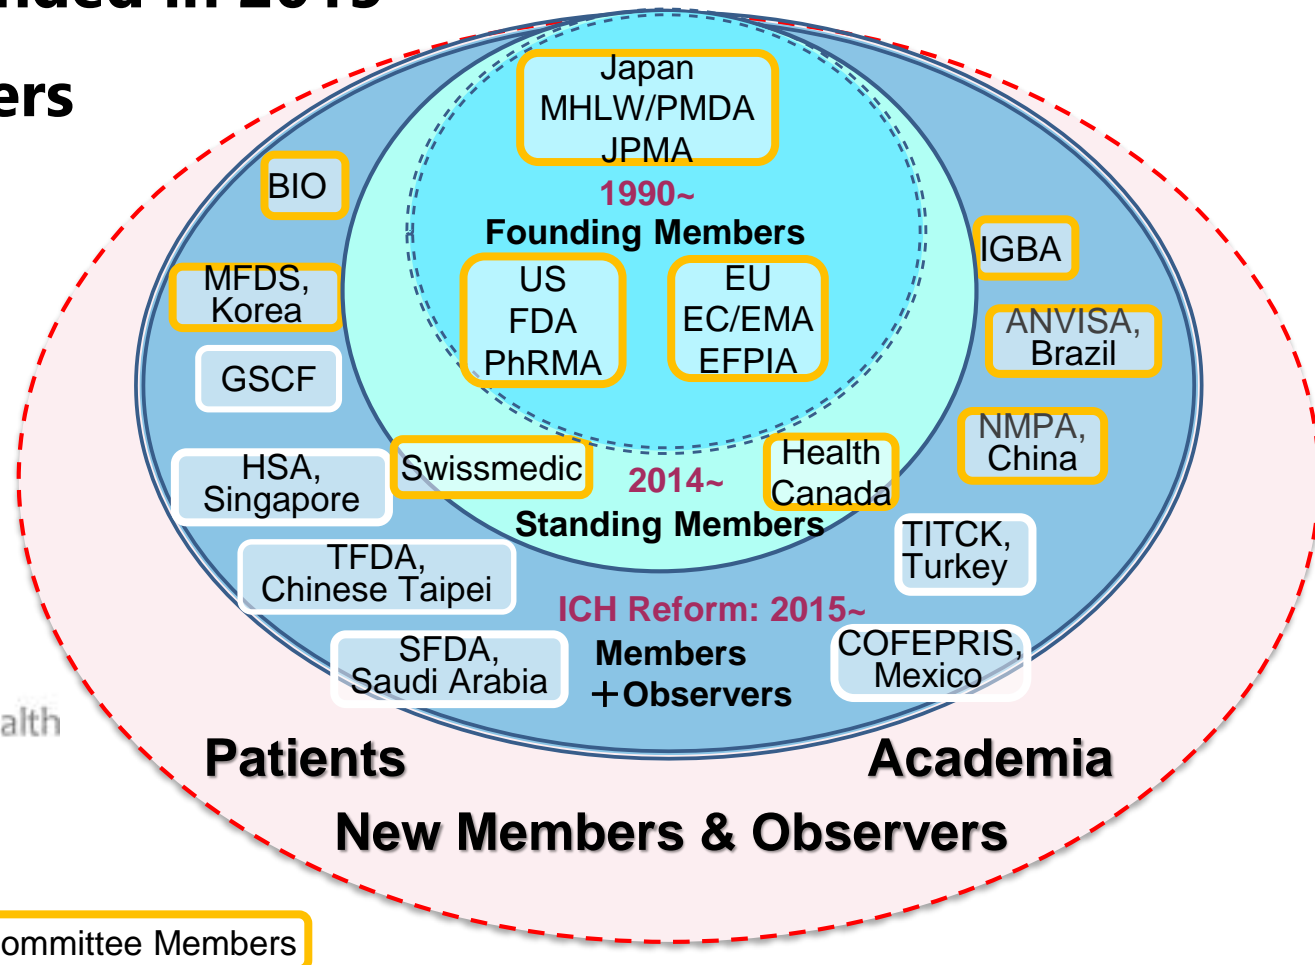 in 2015
Japan
MHLW/PMDA
JPMA
1990~
Founding Members
US
FDA
PhRMA
EU
EC/EMA
EFPIA
BIO
MFDS,
Korea
GSCF
HSA,
Singapore
Swissmedic
2014~
Standing Members
Health
Canada
IGBA
ANVISA,
Brazil
NMPA,
China
TITCK,
Turkey
TFDA,
Chinese Taipei
SFDA,
Saudi Arabia
ICH Reform: 2015~
Members
+Observers
COFEPRIS,
Mexico
alth
Patients
Academia
New Members & Observers
ommittee Members